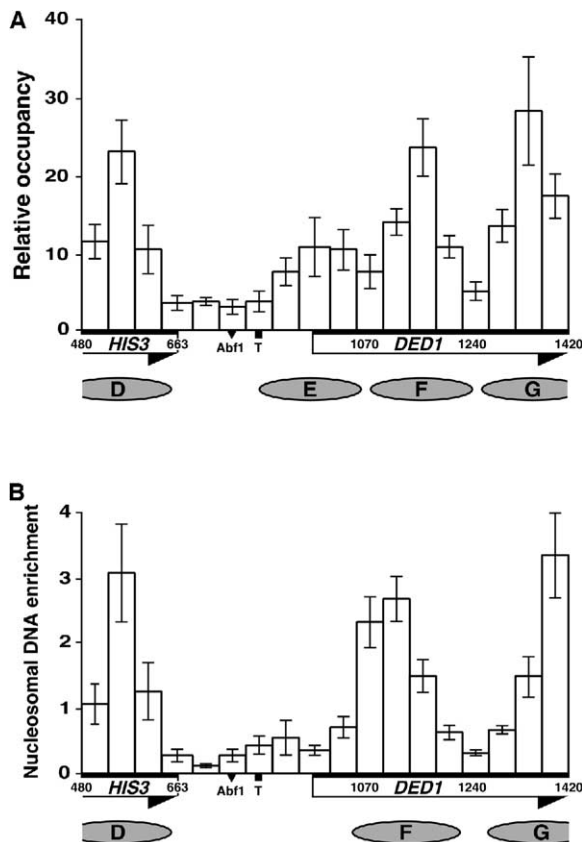 A
Relative occupancy
40
30
20
10
0
480 HIS3 663 Abf1 T 1070 DED1 1240 1420
D E F G
B
Nucleosomal DNA enrichment
4
3
2
1
0
480 HIS3 663 Abf1 T 1070 DED1 1240 1420
D F G